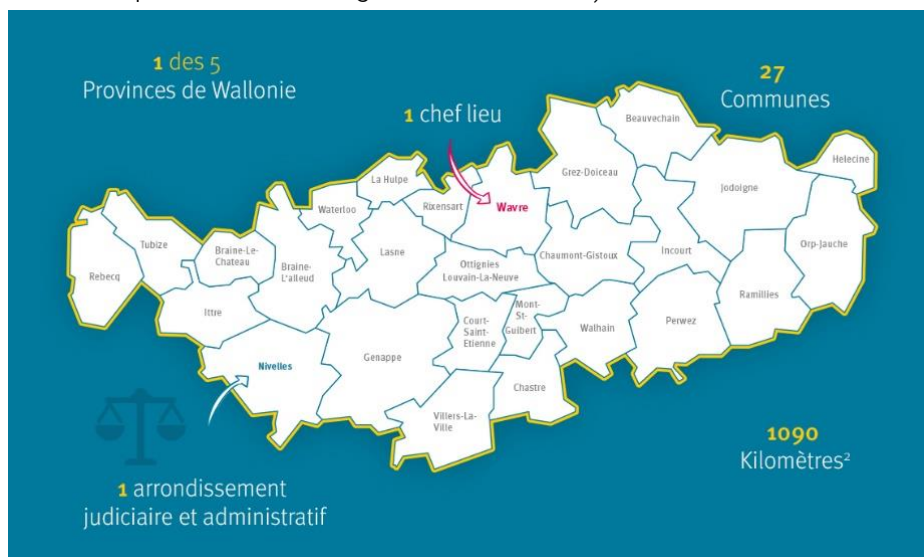 1 des 5
Provinces de Wallonie
27
Communes
1 chef lieu
Beauvechain
Helecine
La Hulpe
Grez-Doiceau
Jodoigne
Waterloo
Rixensart
Wavre
Tubize
Braine-Le-
Chateau
Lasne
Orp-Jauche
Rebecq
Braine-
L'alleud
Ottignies
Louvain-La-Neuve
Chaumont-Gistoux
Incourt
Ittre
Mont-
St-
Guibert
Ramillies
Court-
Saint-
Etienne
Walhain
Perwez
Genappe
Nivelles
Chastre
Villers-La-
Ville
1090
Kilomètres²
1 arrondissement
judiciaire et administratif